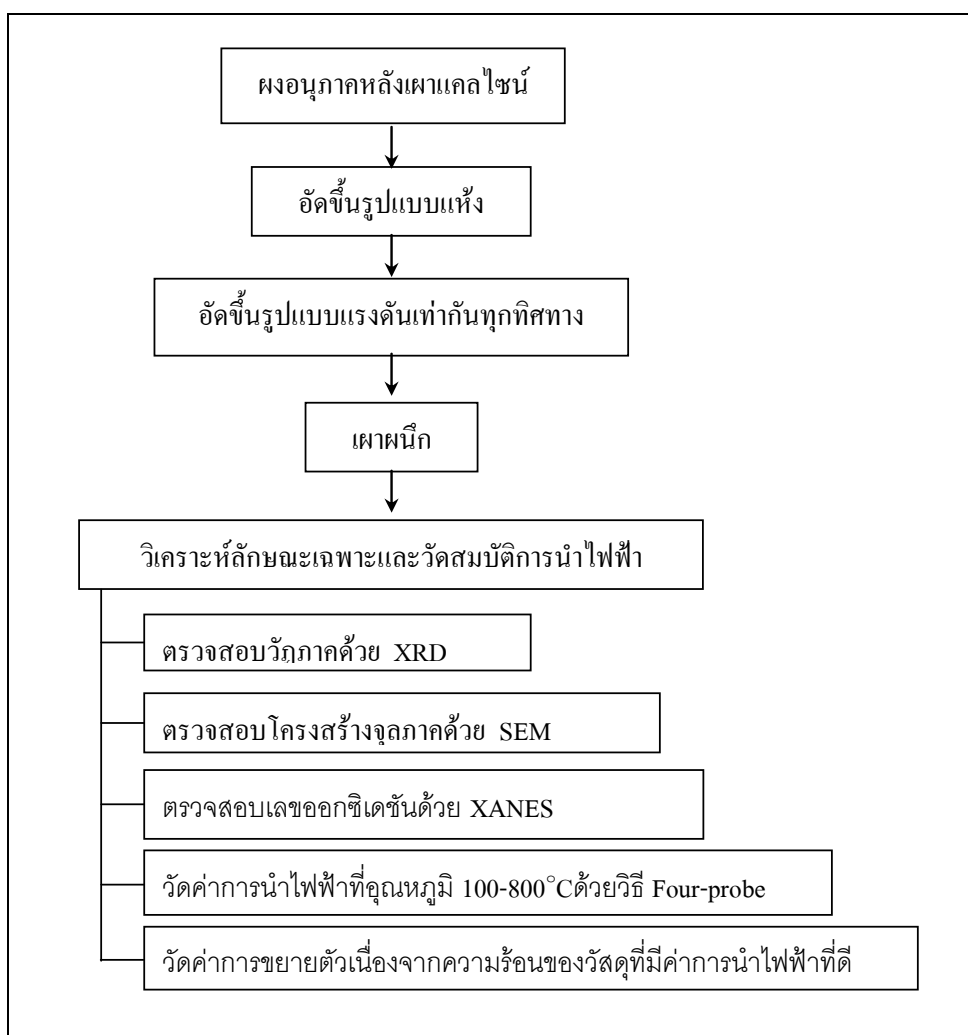 ผงอนุภาคหลังเผาแคลไซน์
อัดขึ้นรูปแบบแห้ง
อัดขึ้นรูปแบบแรงดันเท่ากันทุกทิศทาง
เผาผนึก
วิเคราะห์ลักษณะเฉพาะและวัดสมบัติการนำไฟฟ้า
ตรวจสอบวัฏภาคด้วย XRD
ตรวจสอบโครงสร้างจุลภาคด้วย SEM
ตรวจสอบเลขออกซิเดชันด้วย XANES
วัดค่าการนำไฟฟ้าที่อุณหภูมิ 100-800°Cด้วยวิธี Four-probe
วัดค่าการขยายตัวเนื่องจากความร้อนของวัสดุที่มีค่าการนำไฟฟ้าที่ดี